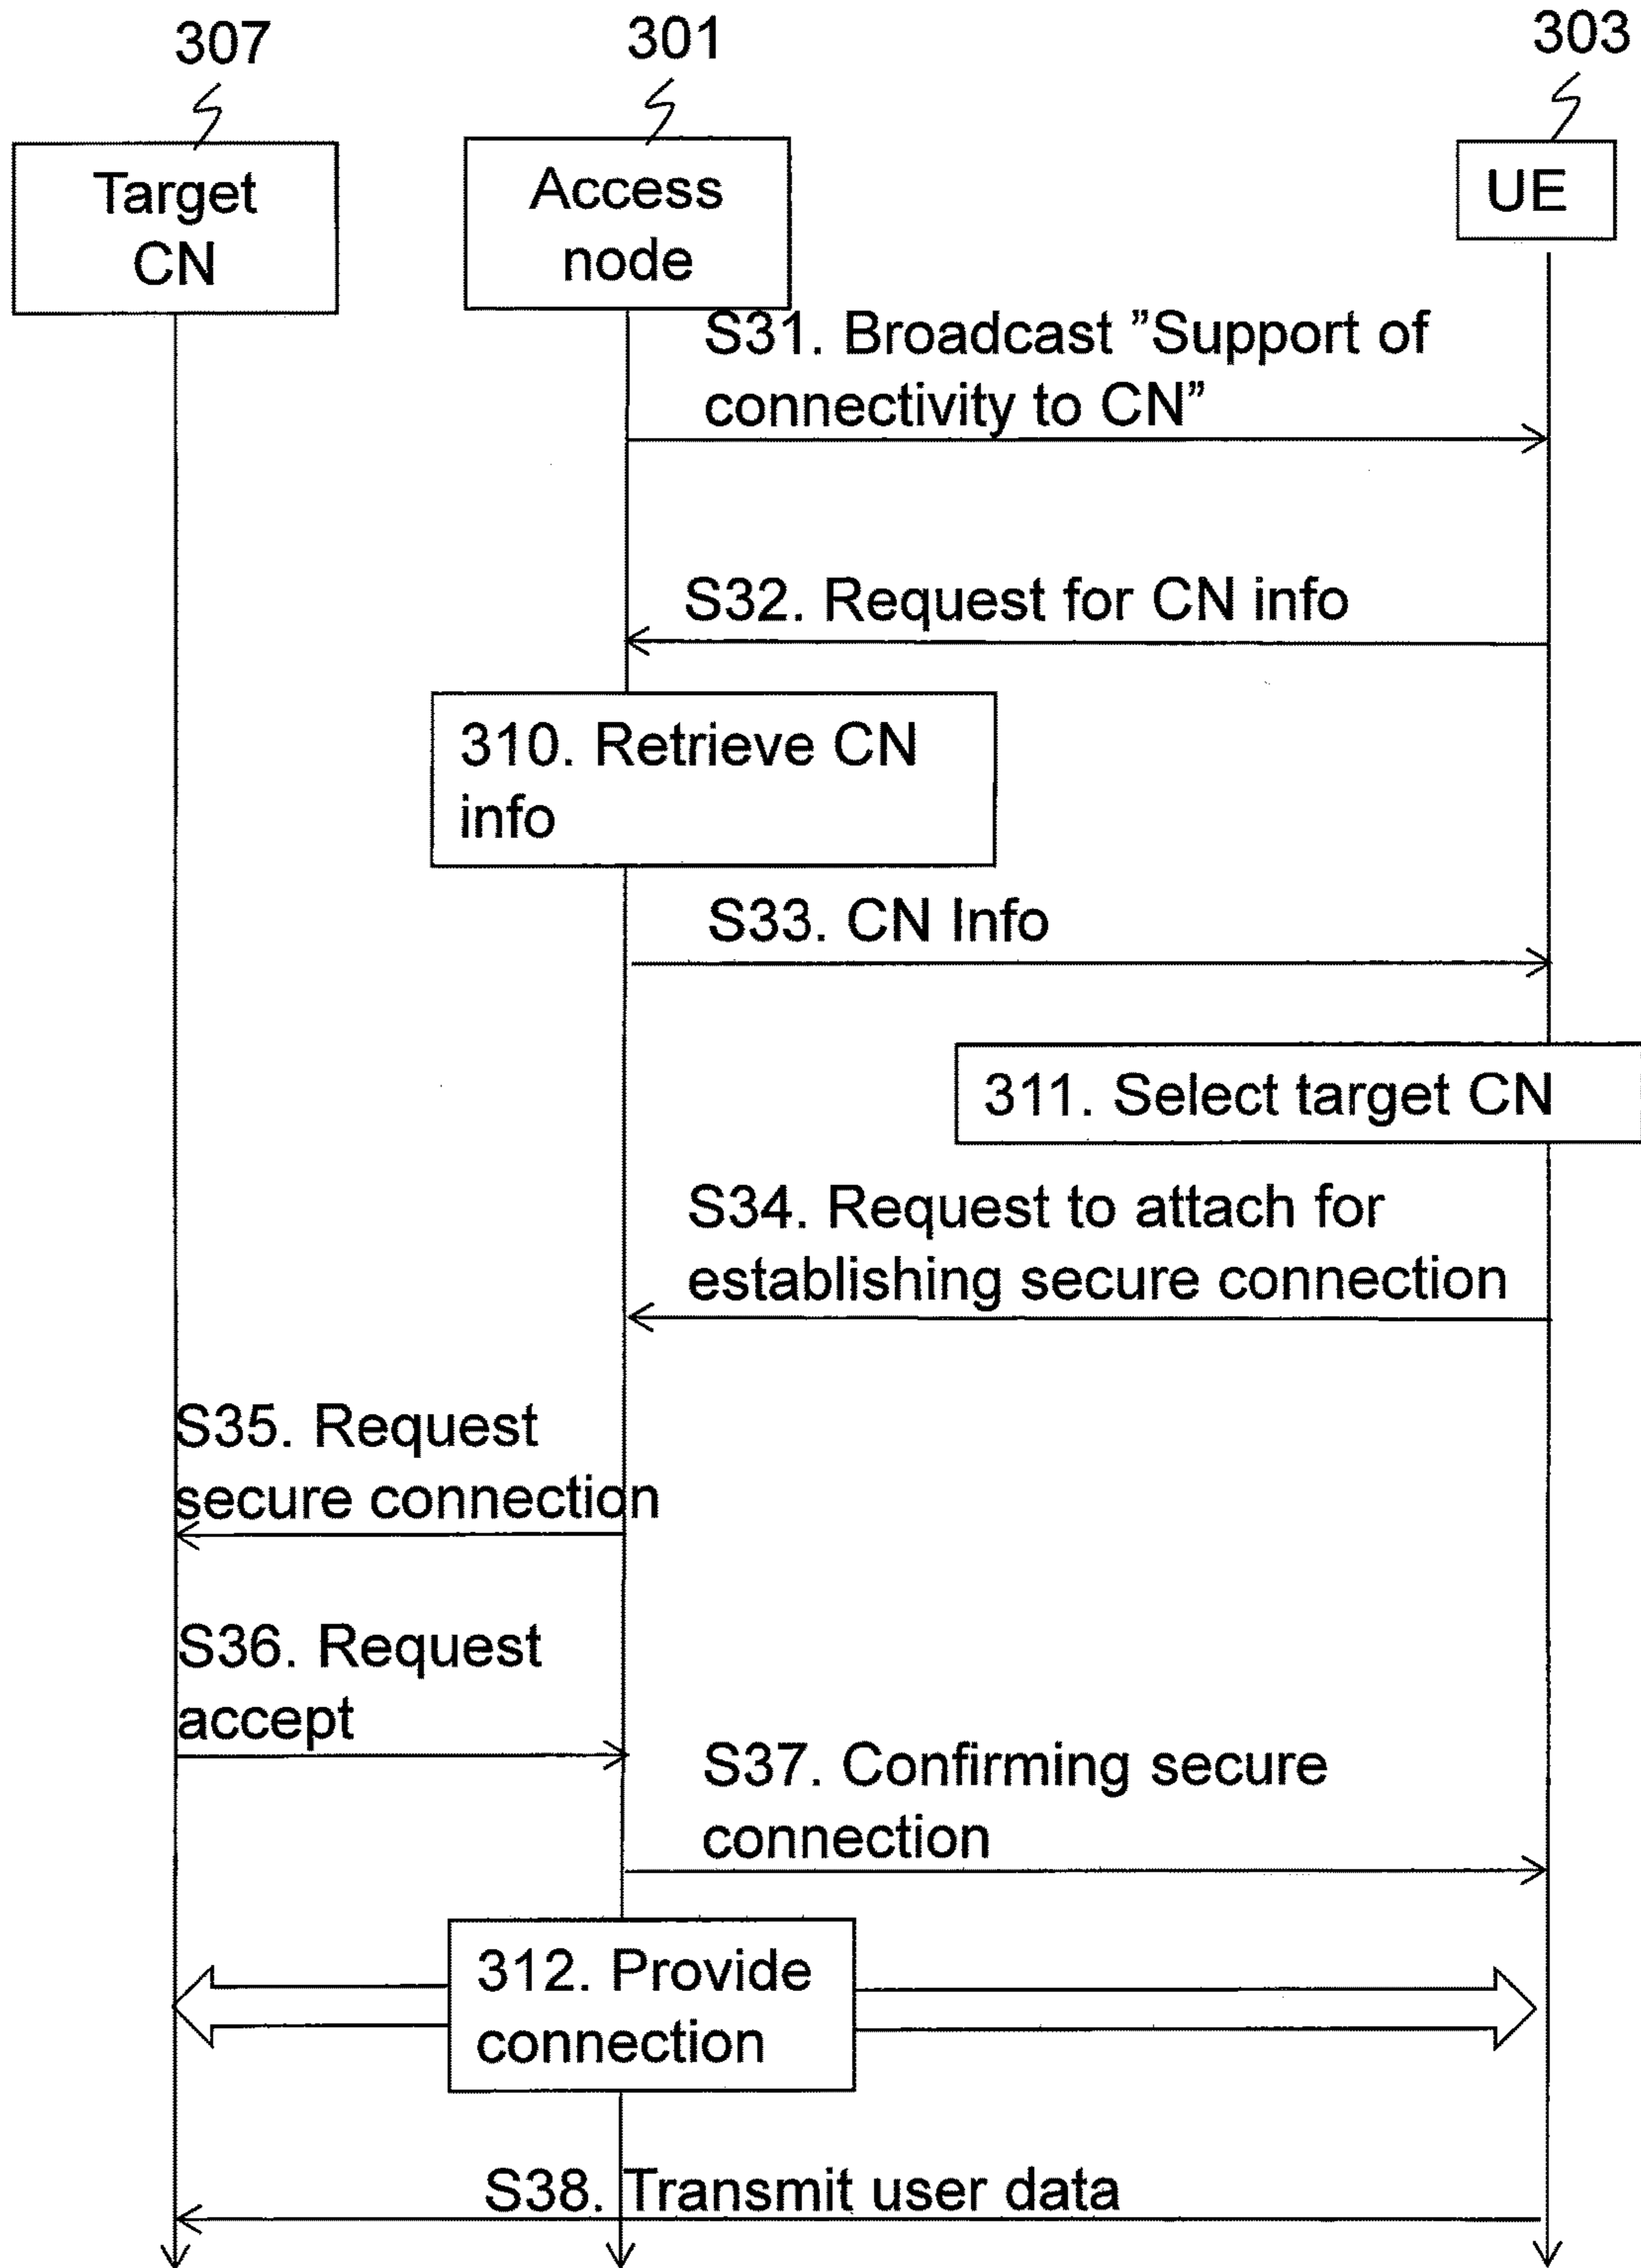 307
301
303
Target
CN
Access
node
UE
S31. Broadcast ”Support of
connectivity to CN”
S32. Request for CN info
310. Retrieve CN
info
S33. CN Info
311. Select target CN
S34. Request to attach for
establishing secure connection
S35. Request
secure connection
S36. Request
accept
S37. Confirming secure
connection
312. Provide
connection
S38. Transmit user data